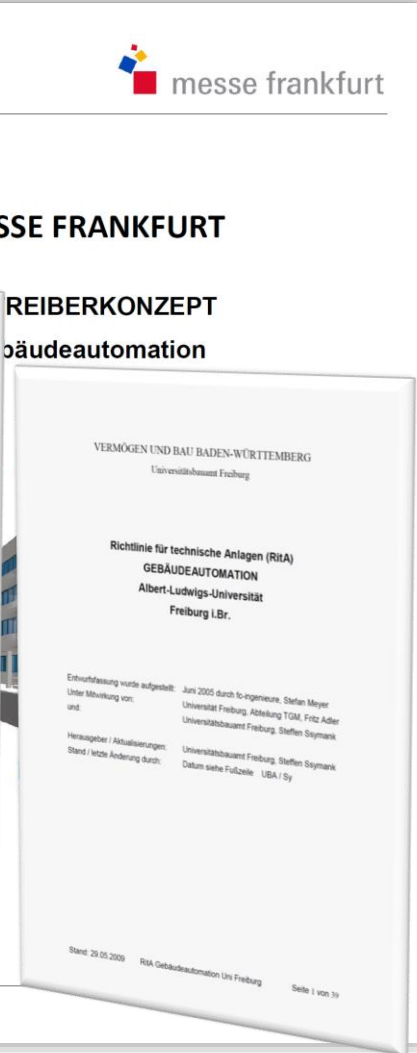 messe frankfurt
SSE FRANKFURT
REIBERKONZEPT
bäudeautomation
VERMÖGEN UND BAU BADEN-WÜRTTEMBERG
Universitätsbauamt Freiburg
Richtlinie für technische Anlagen (RitA)
GEBÄUDEAUTOMATION
Albert-Ludwigs-Universität
Freiburg i.Br.
Entwurfsfassung wurde aufgestellt: Juni 2005 durch fc-ingenieure, Stefan Meyer
Unter Mitwirkung von: Universität Freiburg, Abteilung TGM, Fritz Adler
und: Universitätsbauamt Freiburg, Steffen Ssymank
Herausgeber / Aktualisierungen: Universitätsbauamt Freiburg, Steffen Ssymank
Stand / letzte Änderung durch: Datum siehe Fußzeile UBA / Sy
Stand: 29.05.2009 RitA Gebäudeautomation Uni Freiburg Seite 1 von 39